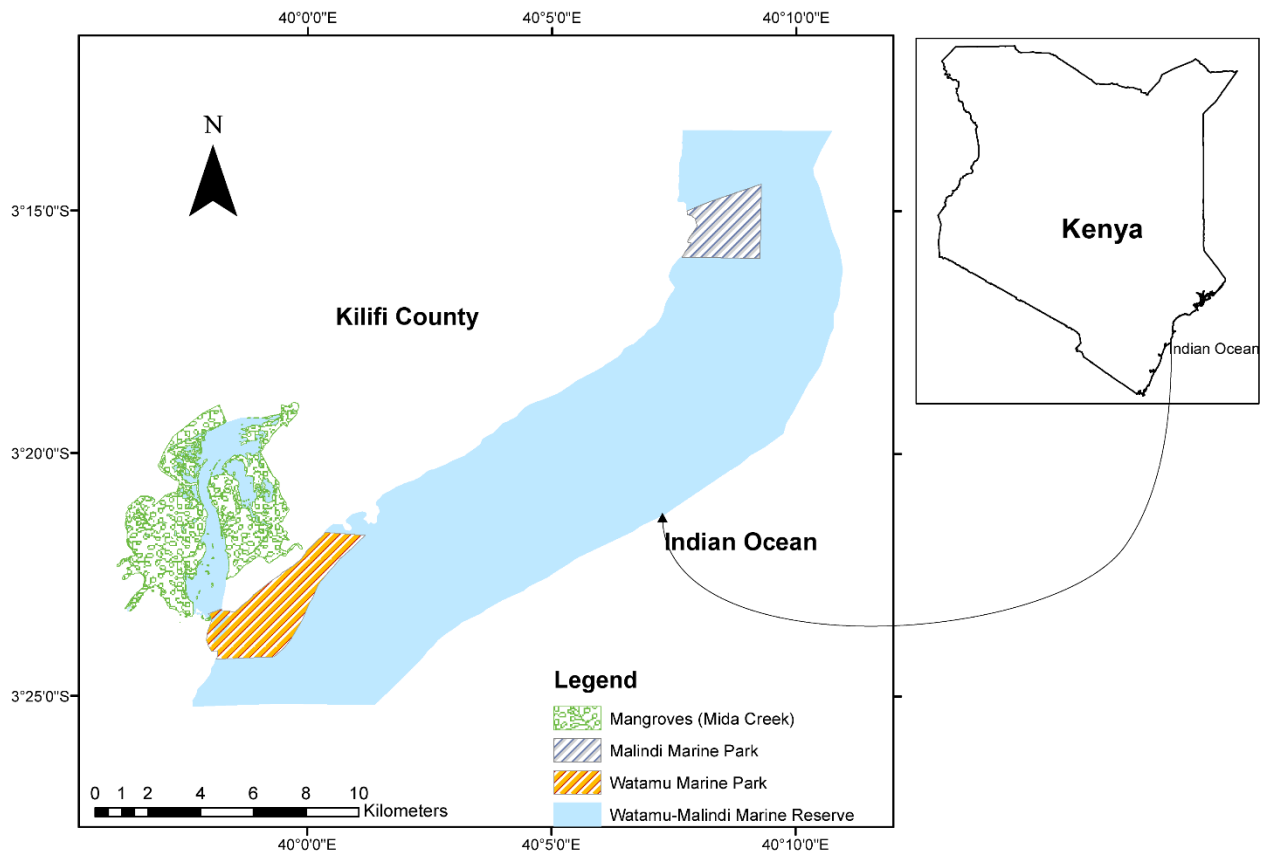 40°0'0"E 40°5'0"E 40°10'0"E
N
3°15'0"S
Kenya
Kilifi County
Indian Ocean
3°20'0"S
Indian Ocean
3°25'0"S
Legend
Mangroves (Mida Creek)
Malindi Marine Park
Watamu Marine Park
Watamu-Malindi Marine Reserve
0 1 2 4 6 8 10
Kilometers
40°0'0"E 40°5'0"E 40°10'0"E